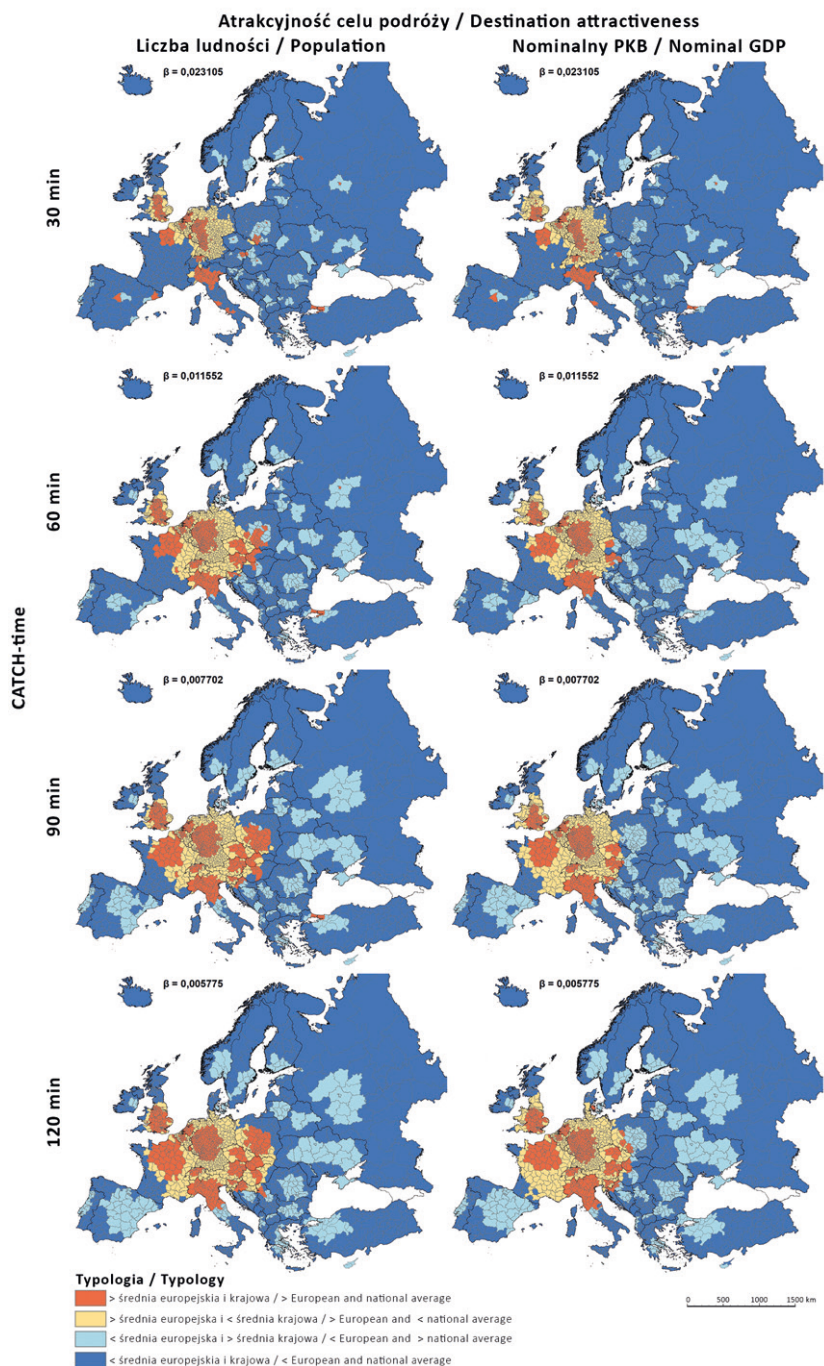 Atrakcyjność celu podróży / Destination attractiveness
Liczba ludności / Population
Nominalny PKB / Nominal GDP
β = 0,023105
β = 0,023105
30 min
β = 0,011552
β = 0,011552
60 min
CATCH-time
β = 0,007702
β = 0,007702
90 min
β = 0,005775
β = 0,005775
120 min
Typologia / Typology
> średnia europejskia i krajowa / > European and national average
> średnia europejska i < średnia krajowa / > European and < national average
< średnia europejska i > średnia krajowa / < European and > national average
< średnia europejskia i krajowa / < European and national average
0 500 1000 1500 km